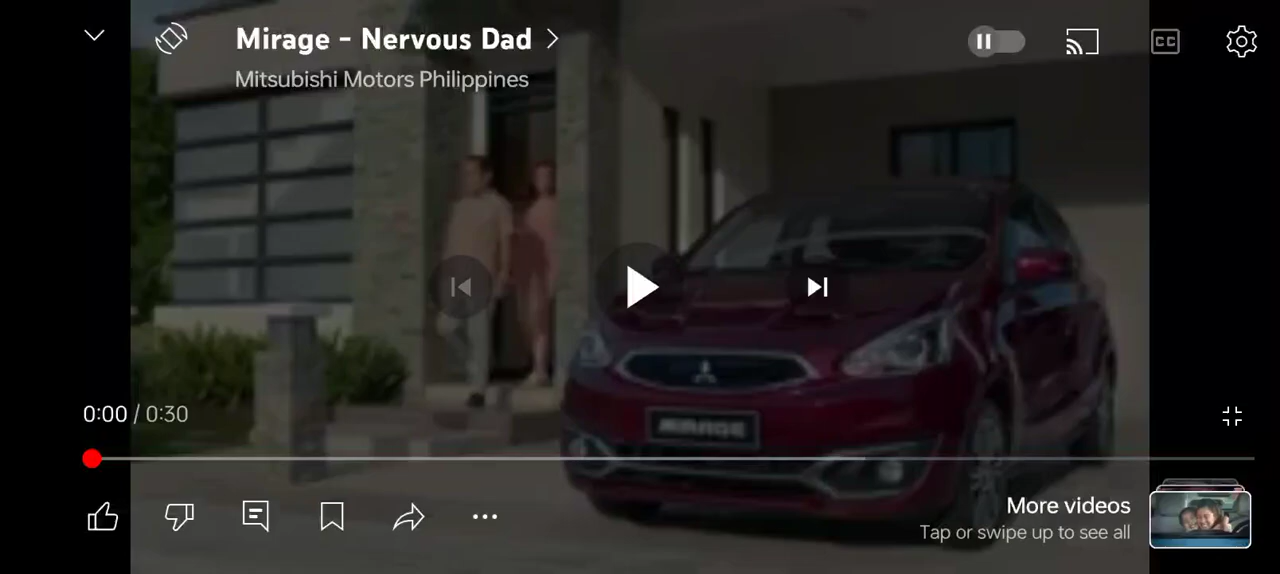 Mirage - Nervous Dad
Mitsubishi Motors Philippines
CC
MIRAGE
0:00 / 0:30
More videos
Tap or swipe up to see all